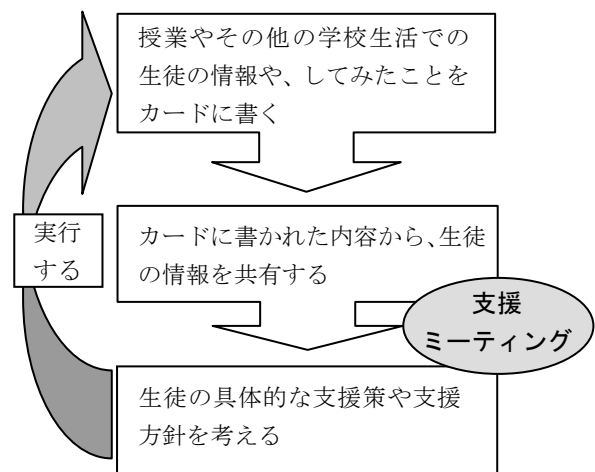 授業やその他の学校生活での
生徒の情報や、してみたことを
カードに書く
実行
する
カードに書かれた内容から、生徒
の情報を共有する
支援
ミーティング
生徒の具体的な支援策や支援
方針を考える